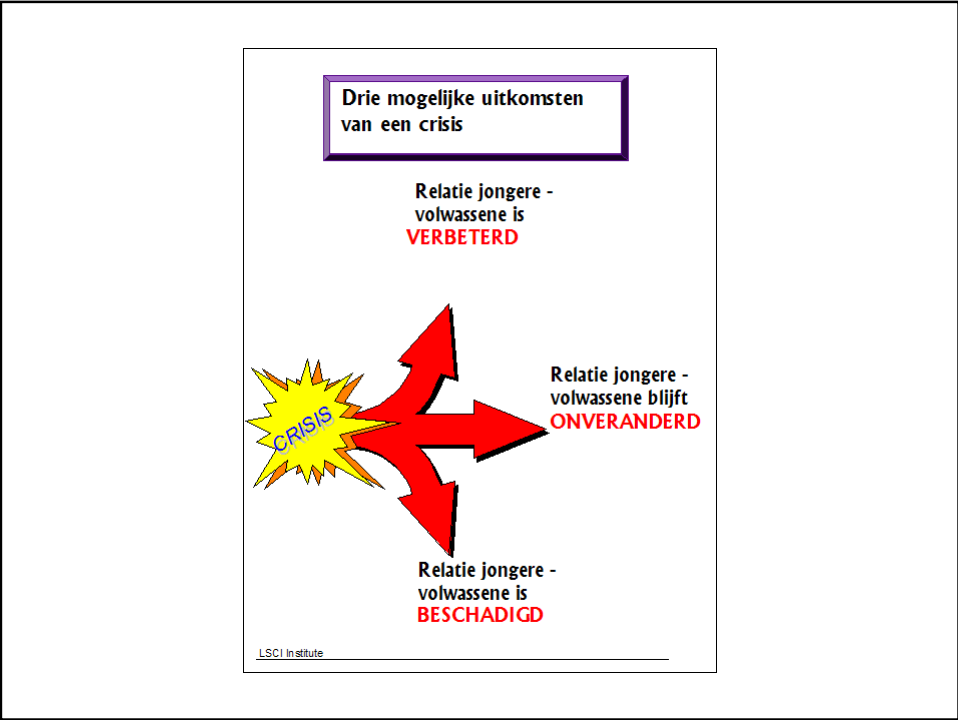 Drie mogelijke uitkomsten
van een crisis
Relatie jongere -
volwassene is
VERBETERD
Relatie jongere -
volwassene blijft
ONVERANDERD
CRISIS
Relatie jongere -
volwassene is
BESCHADIGD
LSCI Institute